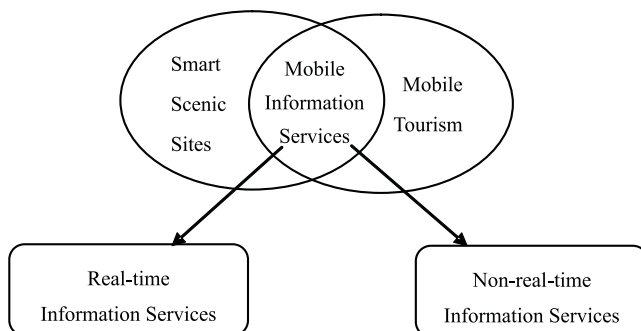 Smart
Scenic
Sites
Mobile
Information
Services
Mobile
Tourism
Real-time
Information Services
Non-real-time
Information Services